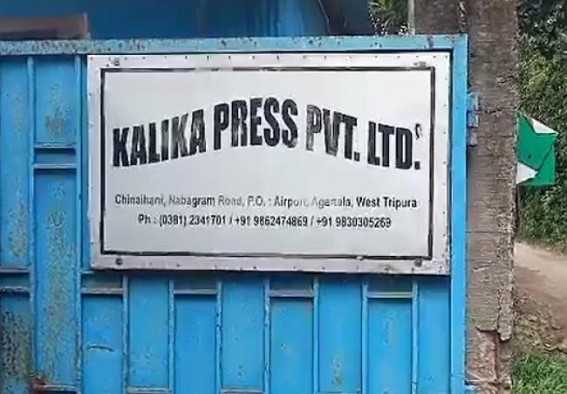 KALIKA PRESS PVT. LTD.
Chinaihani, Nabagram Road, P.O. : Airport, Agartala, West Tripura
Ph : (0381) 2341701 / +91 9862474869 / +91 9830305269